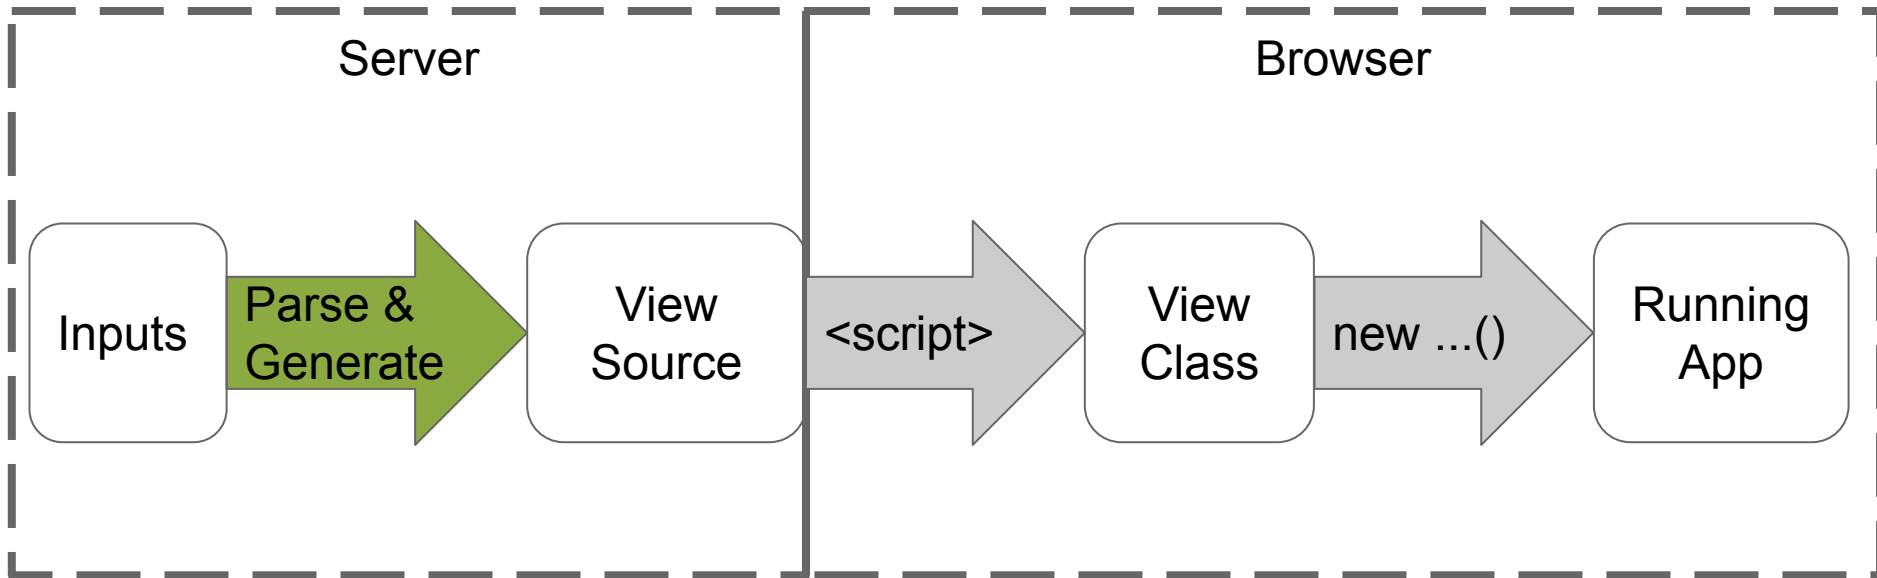 Server
Browser
Inputs
Parse &
Generate
View
Source
<script>
View
Class
new ...()
Running
App